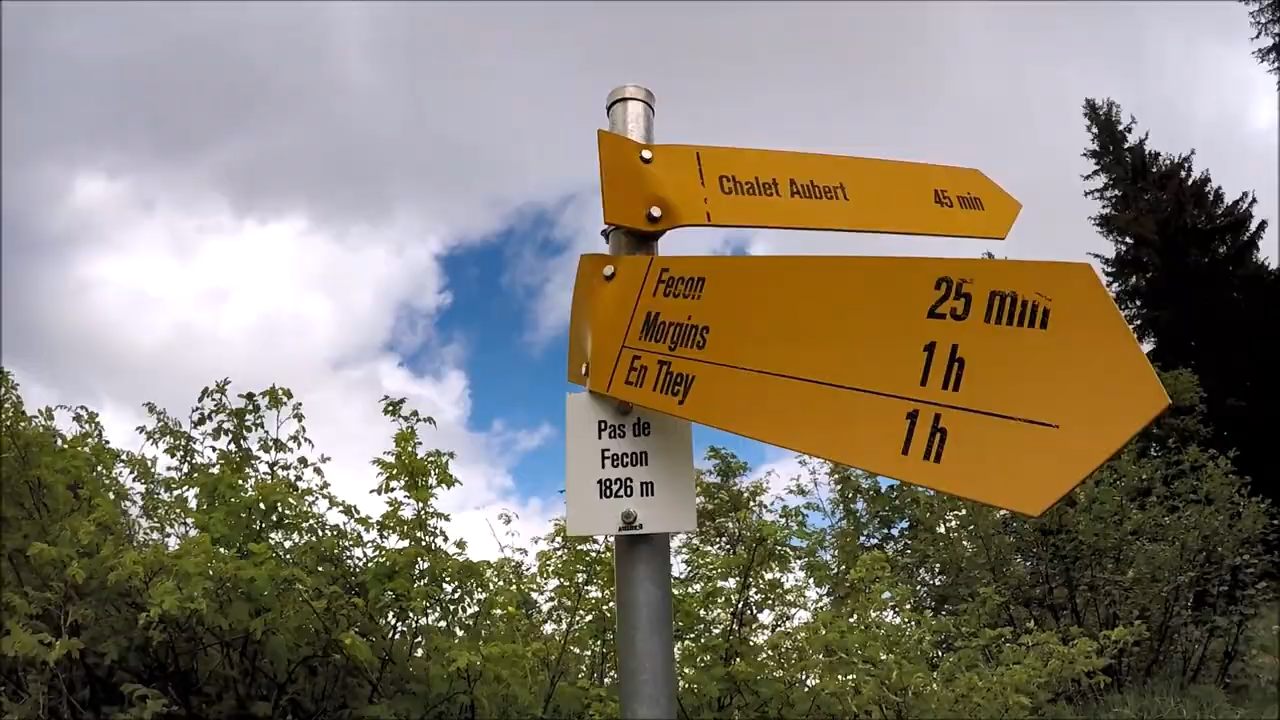 Chalet Aubert 45 min
Fecon 25 min
Morgins 1 h
En They 1 h
Pas de
Fecon
1826 m